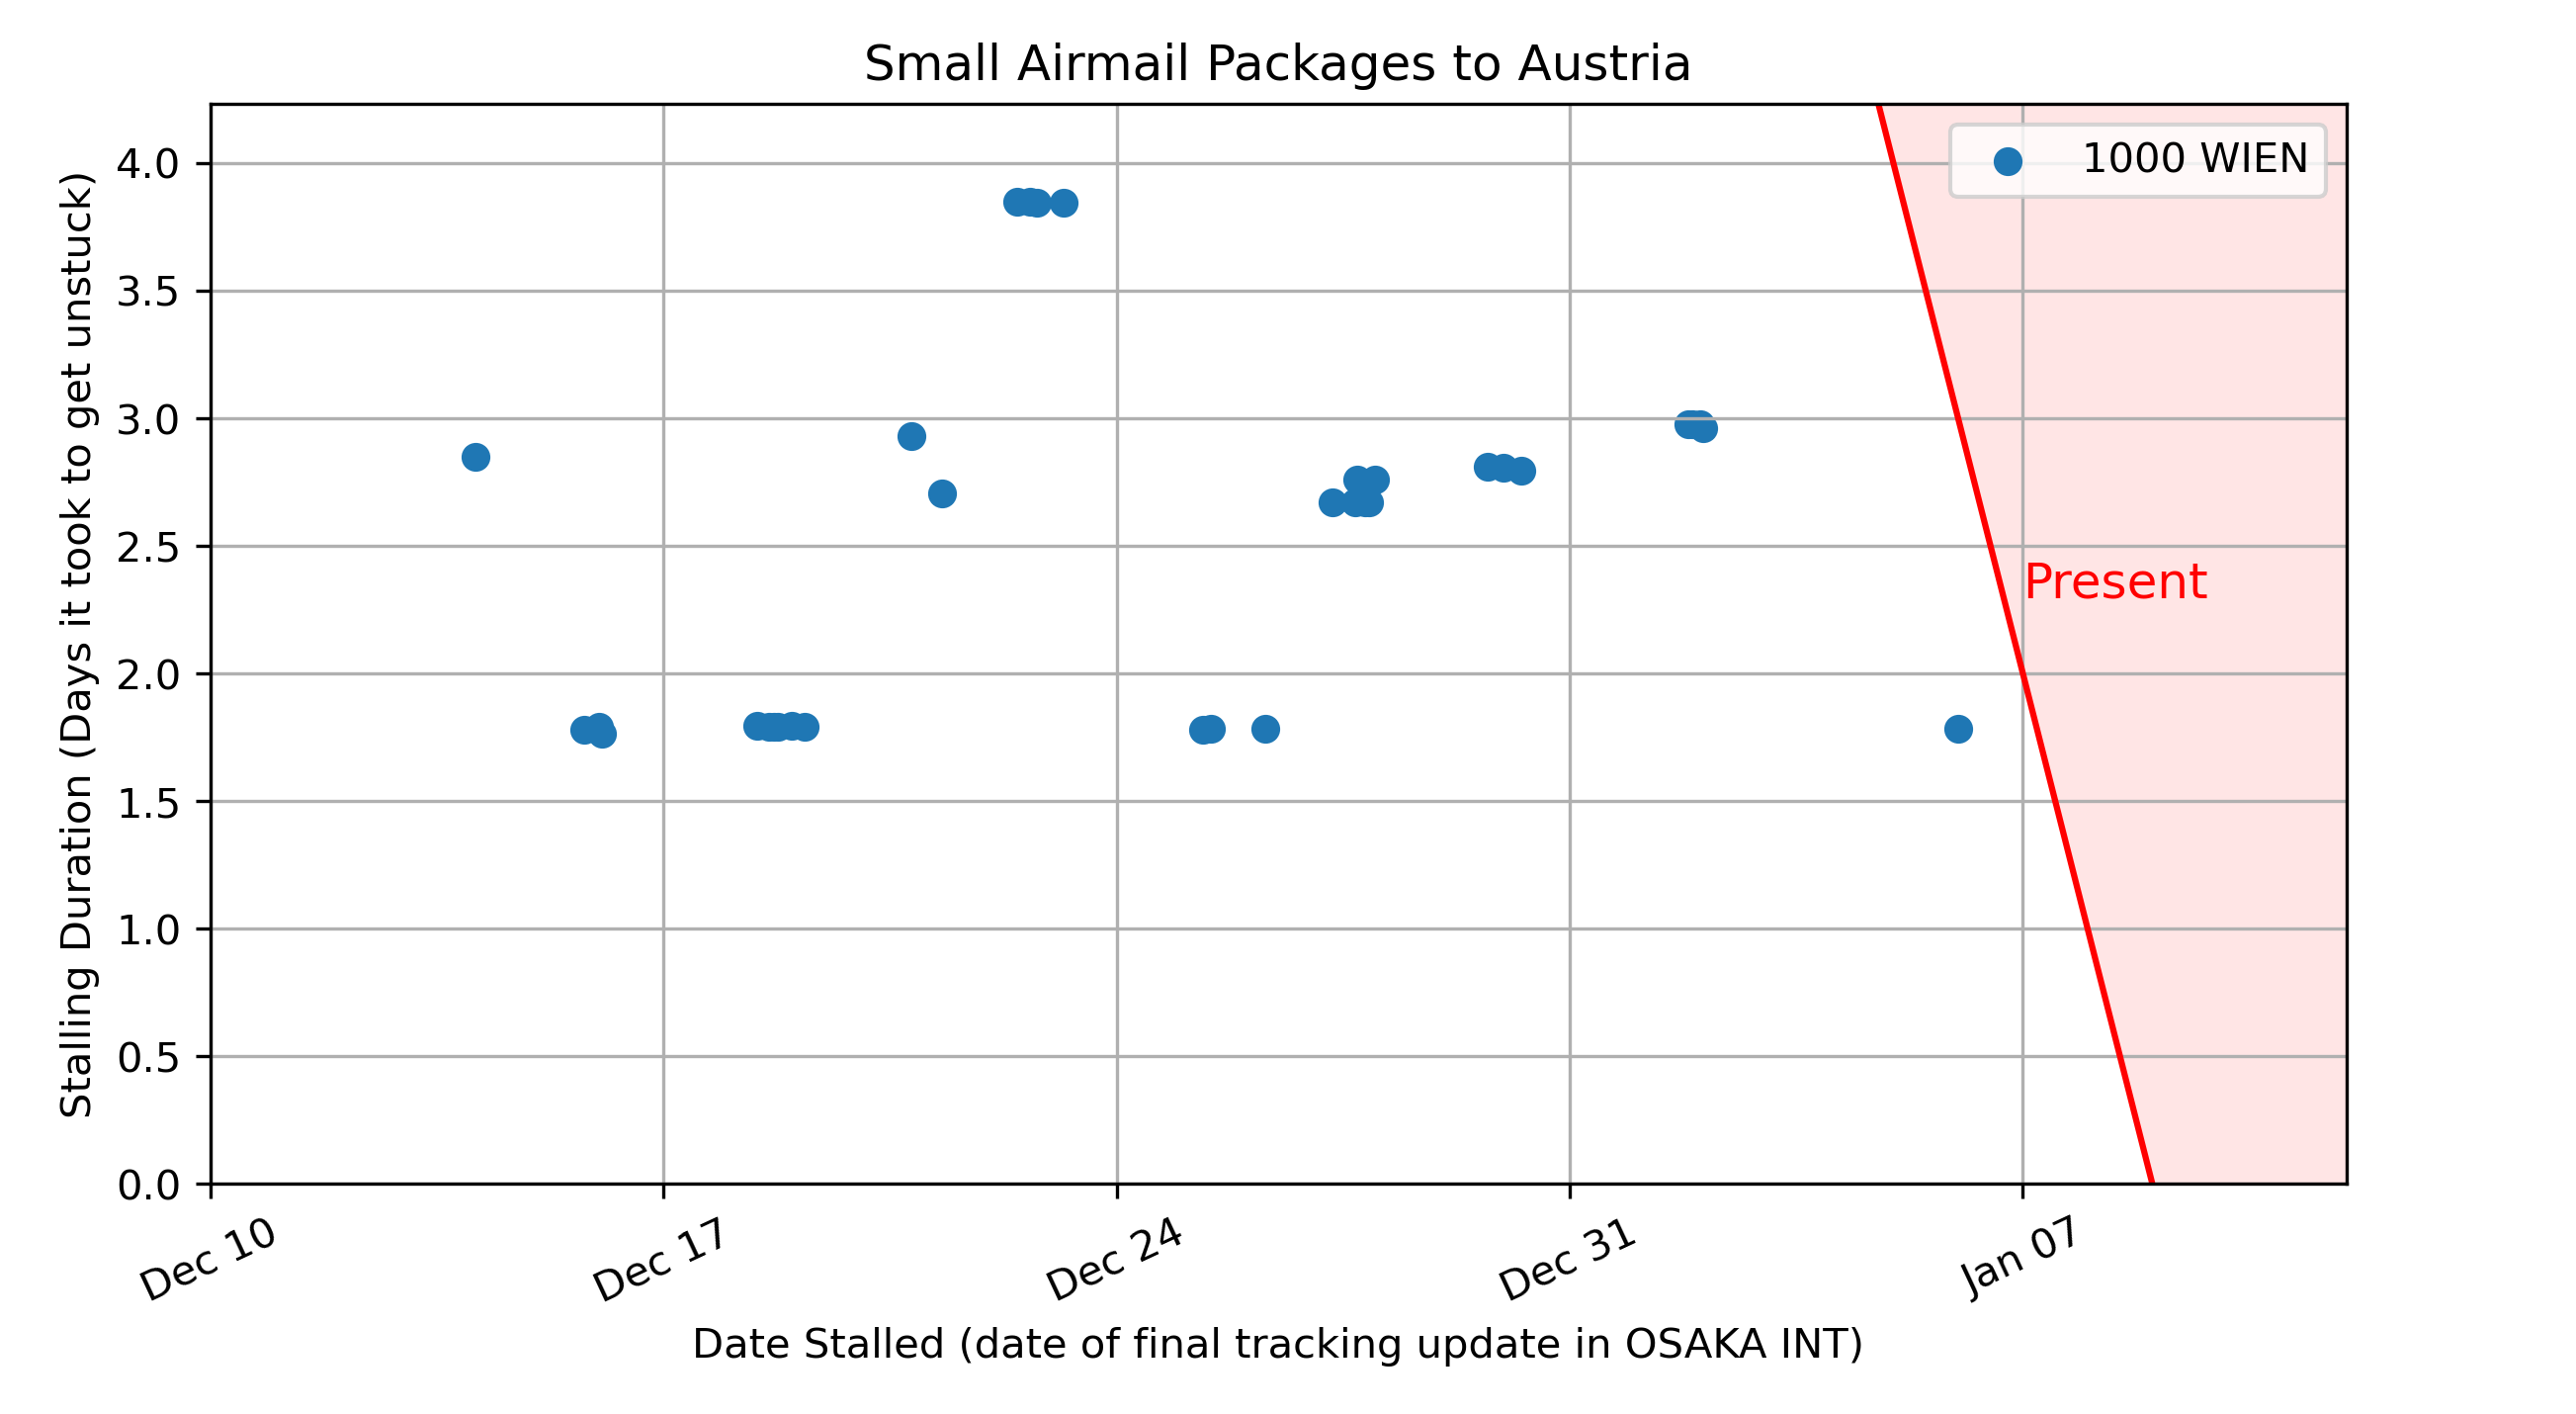 Small Airmail Packages to Austria
1000 WIEN
Present
Stalling Duration (Days it took to get unstuck)
4.0
3.5
3.0
2.5
2.0
1.5
1.0
0.5
0.0
Dec 10
Dec 17
Dec 24
Dec 31
Jan 07
Date Stalled (date of final tracking update in OSAKA INT)